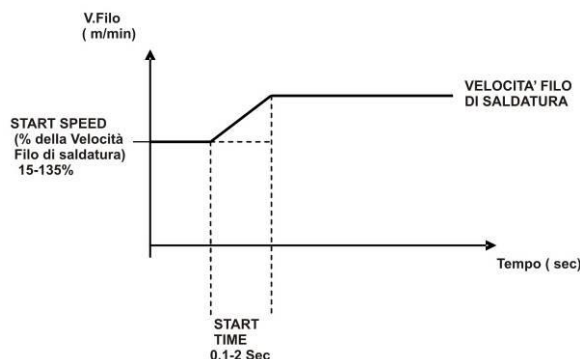 V.Filo
( m/min)
VELOCITA' FILO
DI SALDATURA
START SPEED
(% della Velocità
Filo di saldatura)
15-135%
Tempo ( sec)
START
TIME
0.1-2 Sec